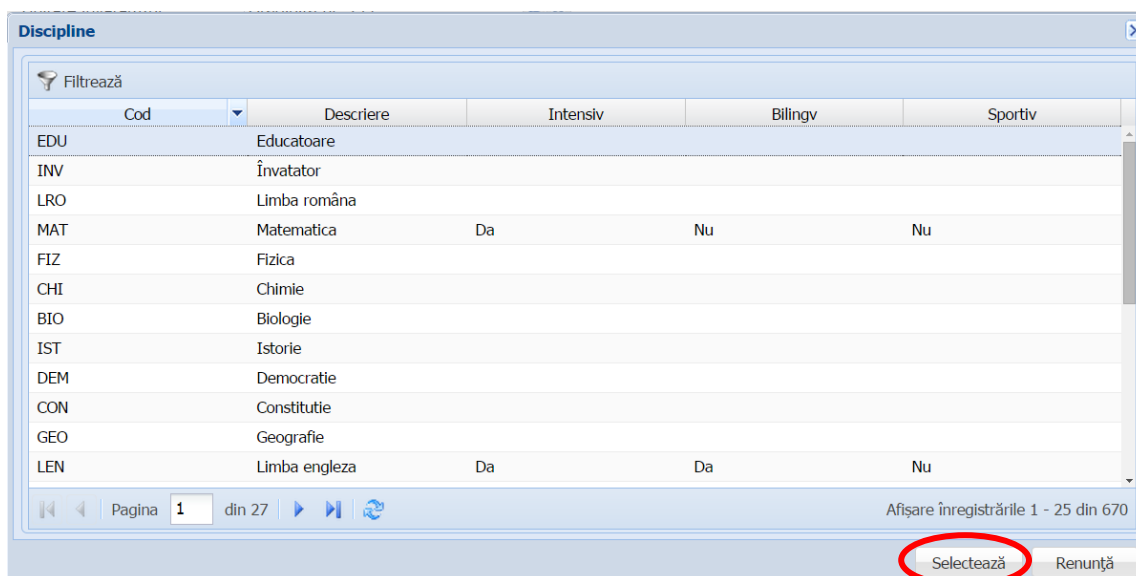 Discipline
Filtrează
Cod Descriere Intensiv Bilingv Sportiv
EDU Educatoare
INV Învatator
LRO Limba româna
MAT Matematica Da Nu Nu
FIZ Fizica
CHI Chimie
BIO Biologie
IST Istorie
DEM Democratie
CON Constitutie
GEO Geografie
LEN Limba engleza Da Da Nu
Pagina 1 din 27 Afișare înregistrările 1 - 25 din 670
Selectează Renunță